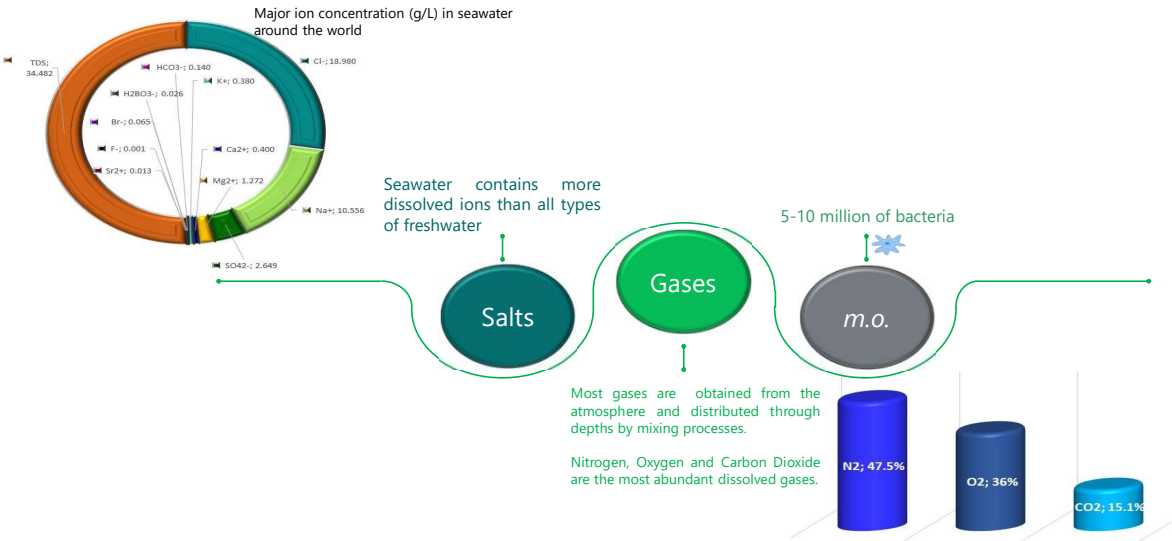 Major ion concentration (g/L) in seawater
around the world
TDS;
34.482
HCO3-; 0.140
K+; 0.380
Cl-;18.980
H2BO3-; 0.026
Br-; 0.065
F-; 0.001
Ca2+; 0.400
Sr2+; 0.013
Mg2+; 1.272
Na+; 10.556
SO42-; 2.649
Seawater contains more
dissolved ions than all types
of freshwater
5-10 million of bacteria
Salts
Gases
m.o.
Most gases are obtained from the
atmosphere and distributed through
depths by mixing processes.
Nitrogen, Oxygen and Carbon Dioxide
are the most abundant dissolved gases.
N2; 47.5%
O2; 36%
CO2; 15.1%